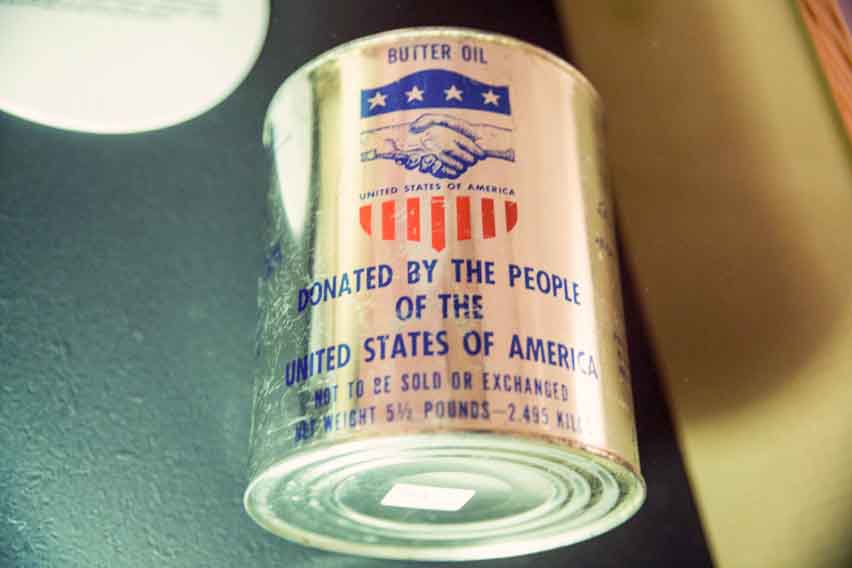 BUTTER OIL
UNITED STATES OF AMERICA
DONATED BY THE PEOPLE
OF THE
UNITED STATES OF AMERICA
NOT TO BE SOLD OR EXCHANGED
NET WEIGHT 5½ POUNDS—2.495